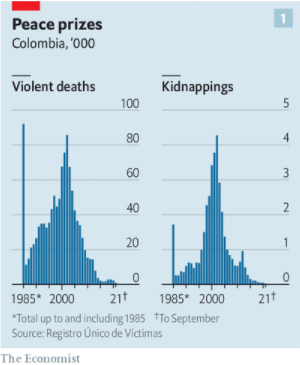 1
Peace prizes
Colombia, '000
Violent deaths
100
80
60
40
20
0
1985* 2000 21†
Kidnappings
5
4
3
2
1
0
1985* 2000 21†
*Total up to and including 1985 †To September
Source: Registro Único de Víctimas
The Economist